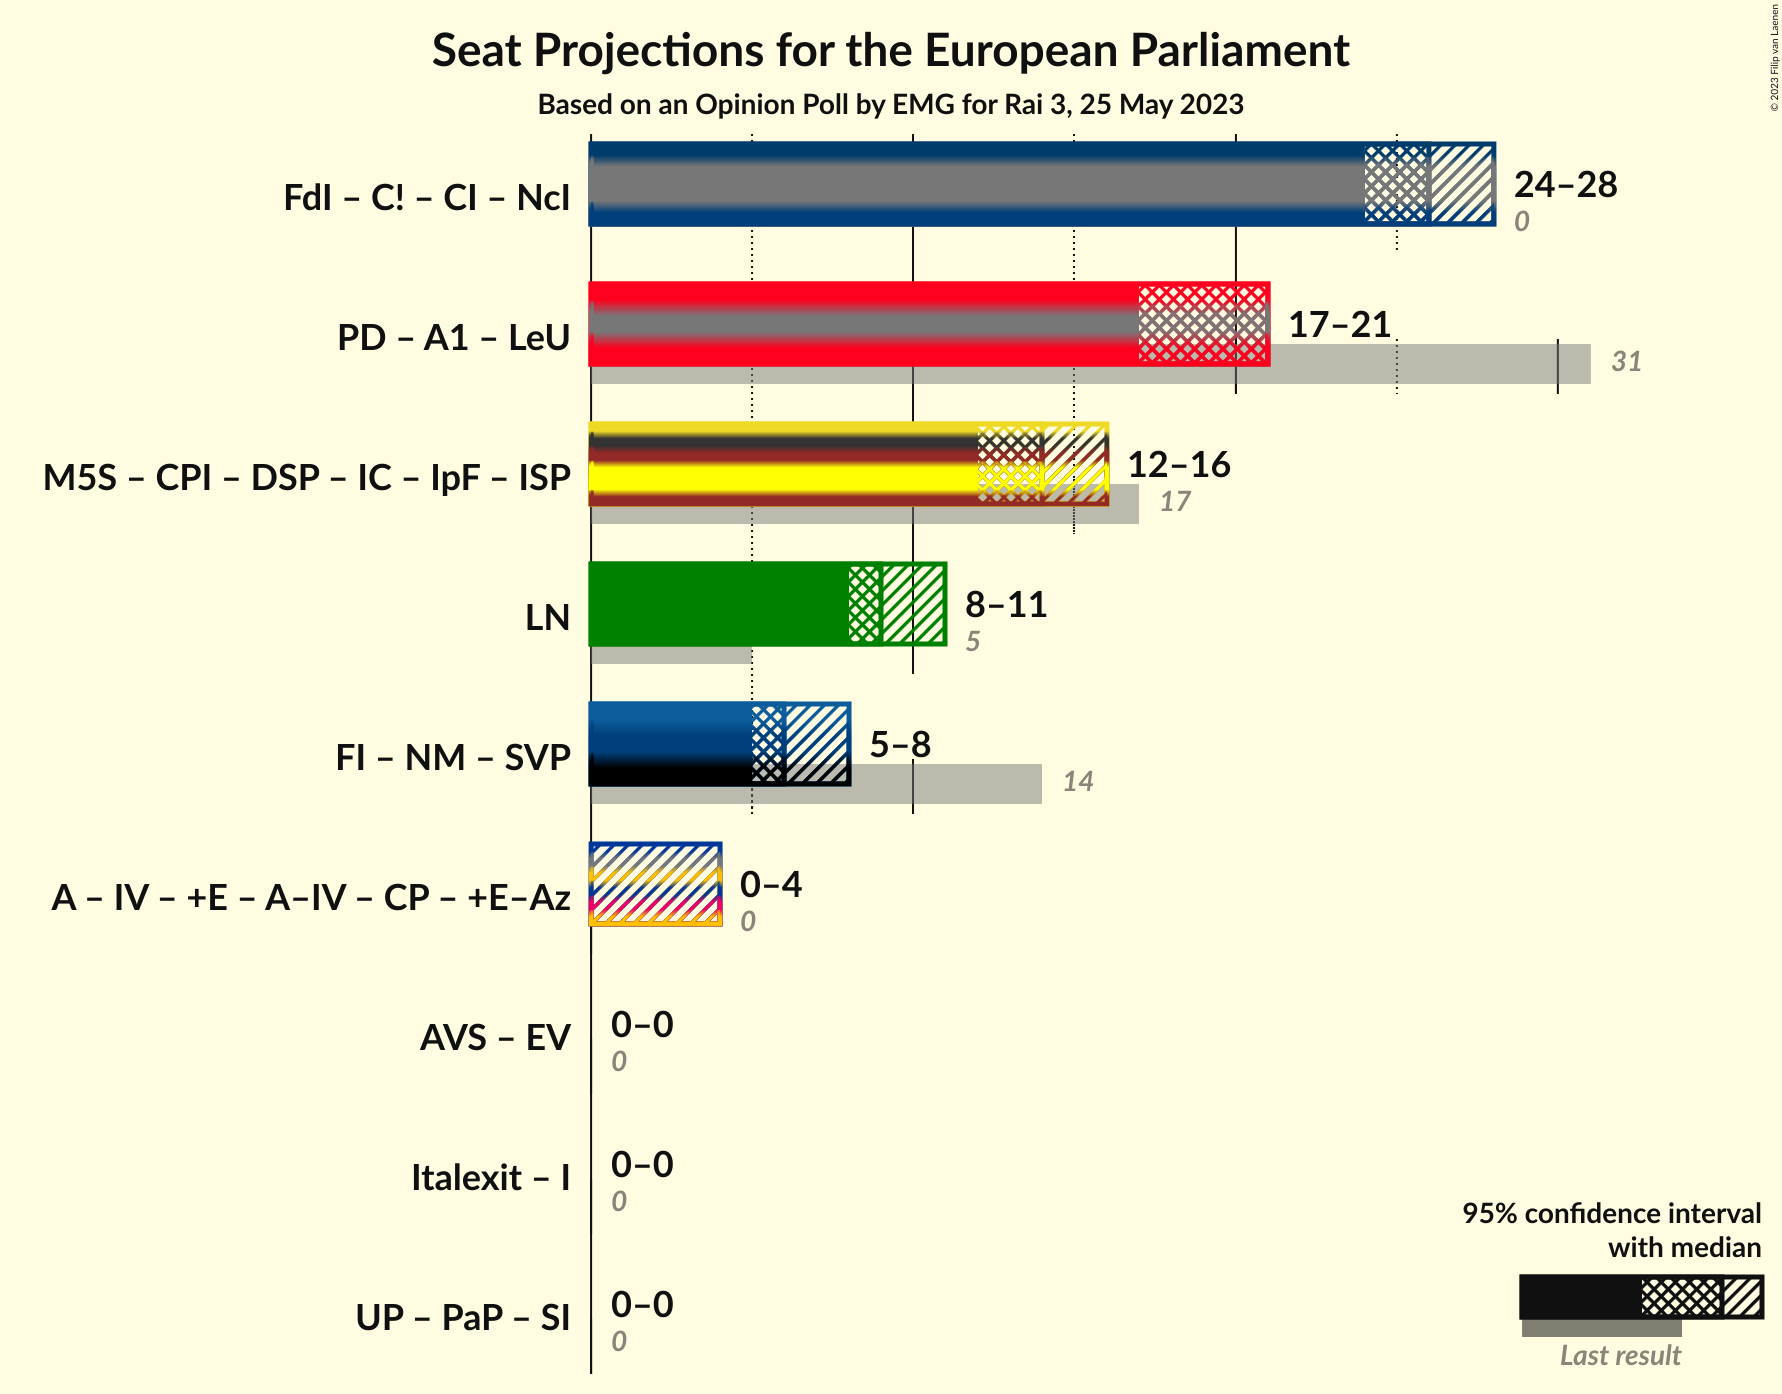 Seat Projections for the European Parliament
Based on an Opinion Poll by EMG for Rai 3, 25 May 2023
© 2023 Filip van Laenen
FdI – C! – CI – NcI
24–28
0
PD – A1 – LeU
17–21
31
M5S – CPI – DSP – IC – IpF – ISP
12–16
17
LN
8–11
5
FI – NM – SVP
5–8
14
A – IV – +E – A–IV – CP – +E–Az
0–4
0
AVS – EV
0–0
0
Italexit – I
0–0
0
UP – PaP – SI
0–0
0
95% confidence interval
with median
Last result